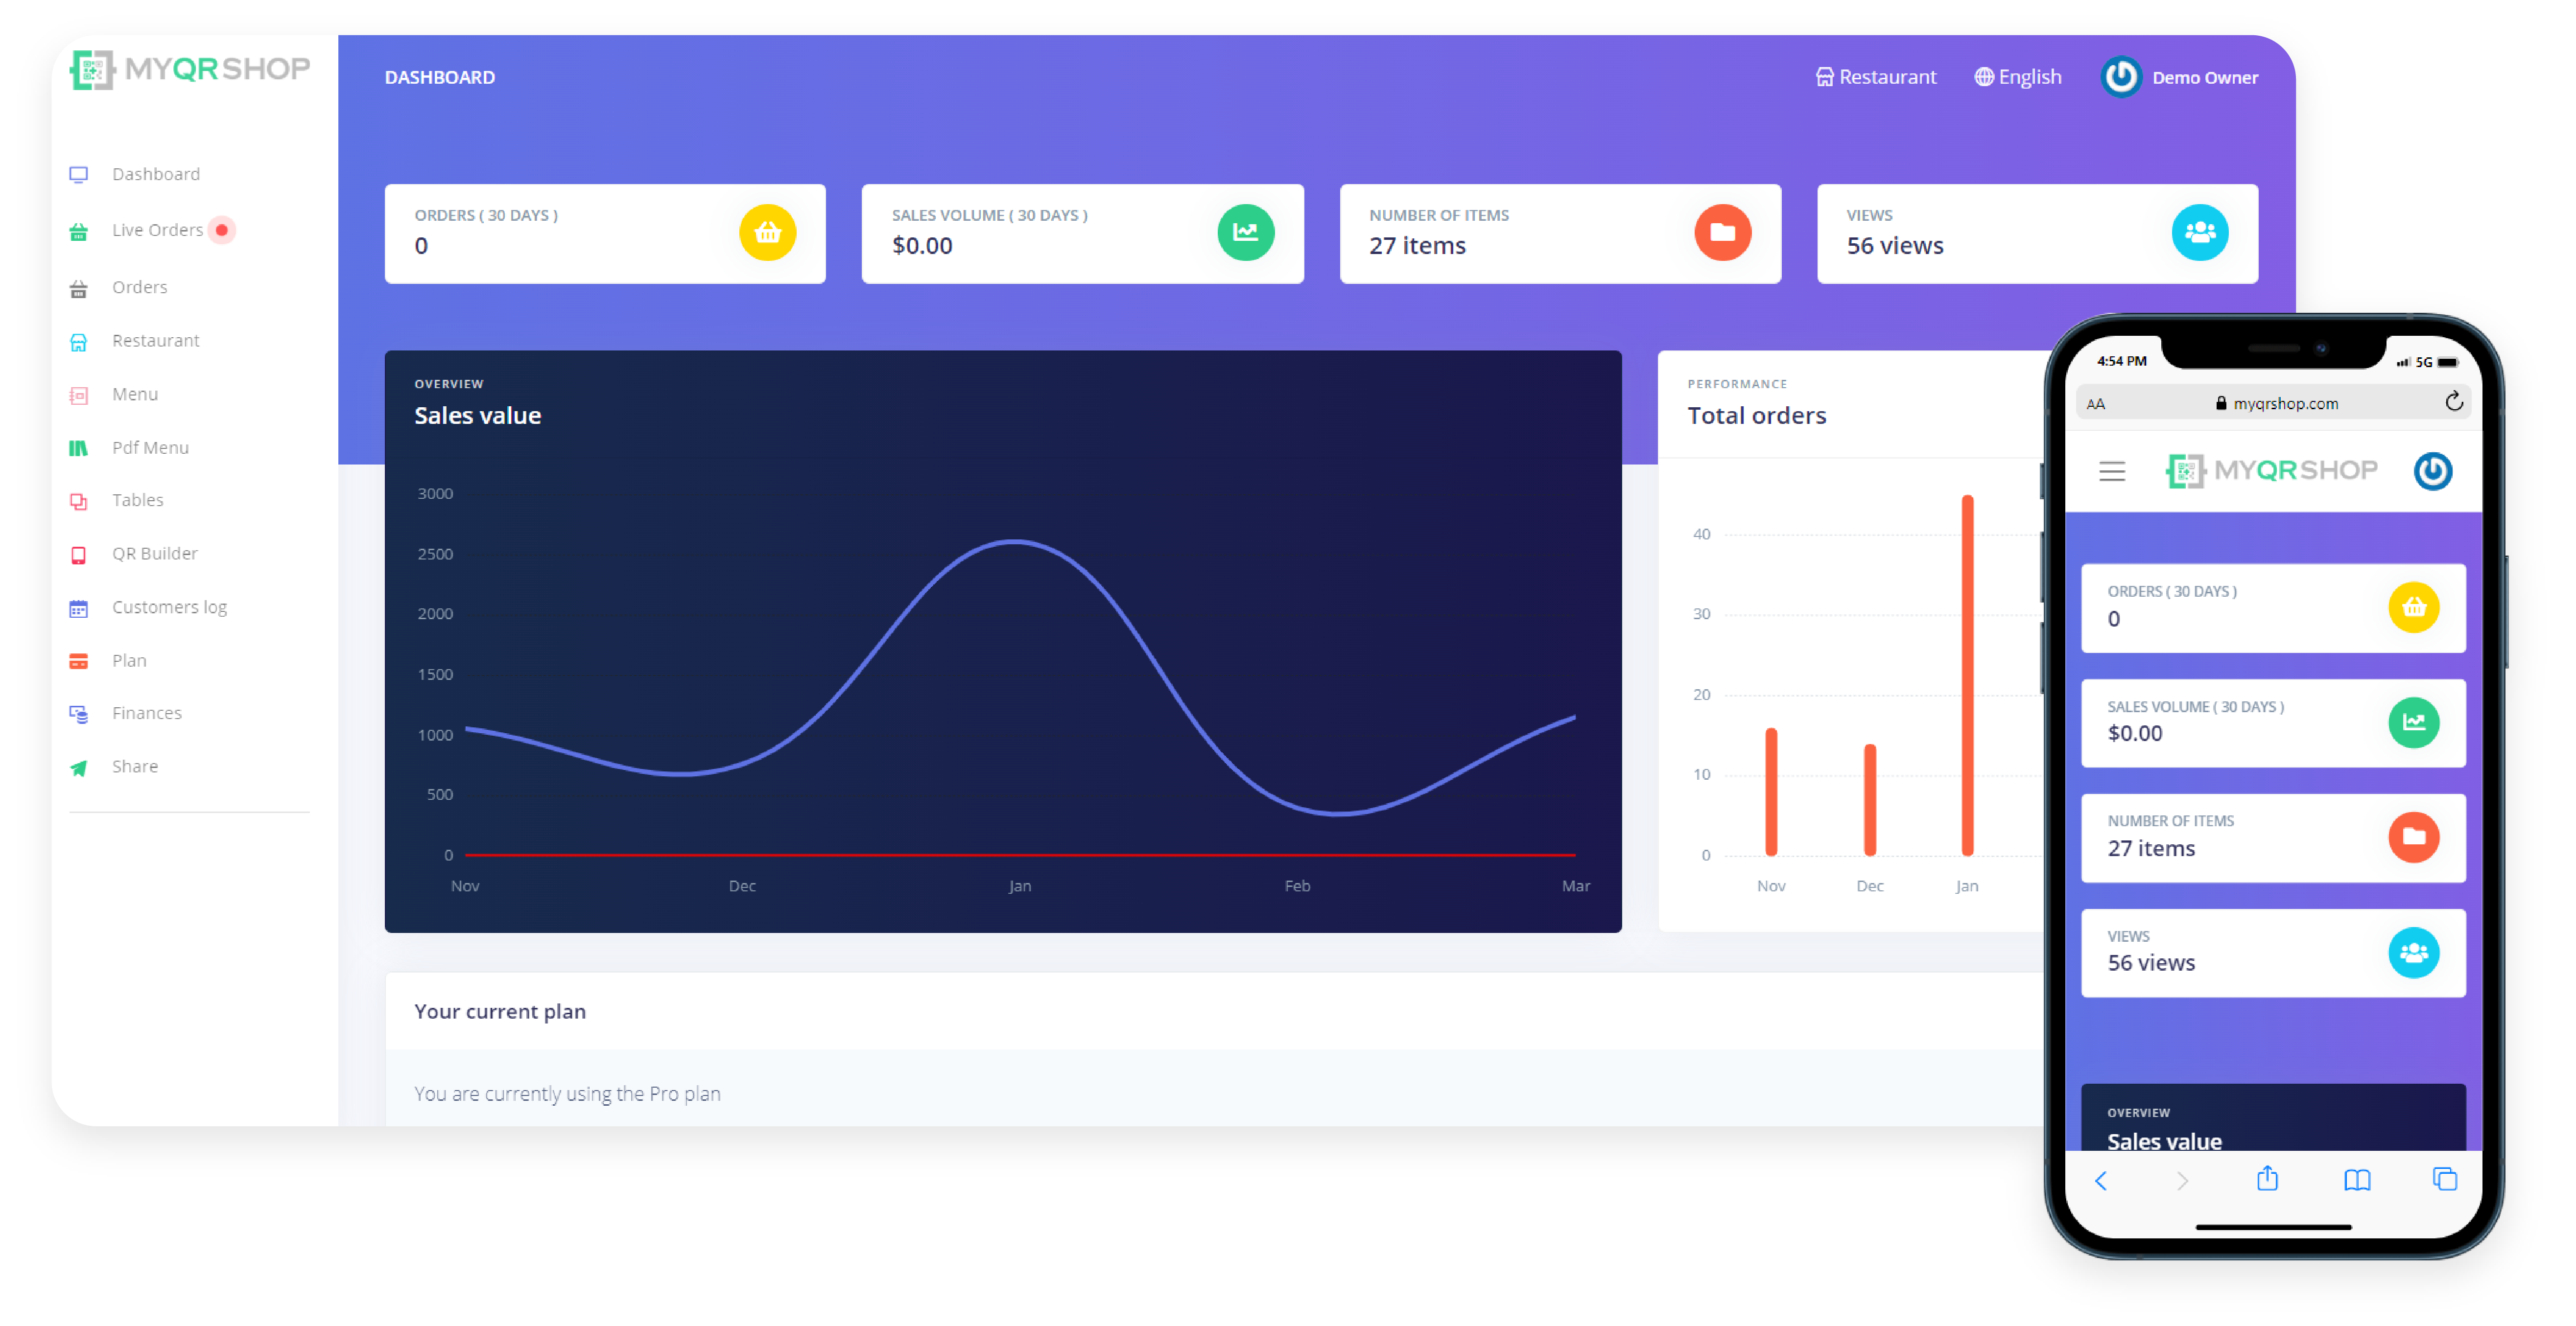 MYQRSHOP
DASHBOARD
Restaurant
English
Demo Owner
Dashboard
Live Orders
Orders
Restaurant
Menu
Pdf Menu
Tables
QR Builder
Customers log
Plan
Finances
Share
ORDERS ( 30 DAYS )
0
SALES VOLUME ( 30 DAYS )
$0.00
NUMBER OF ITEMS
27 items
VIEWS
56 views
OVERVIEW
Sales value
3000
2500
2000
1500
1000
500
0
Nov Dec Jan Feb Mar
PERFORMANCE
Total orders
40
30
20
10
0
Nov Dec Jan
Your current plan
You are currently using the Pro plan
4:54 PM
5G
AA
myqrshop.com
MYQRSHOP
ORDERS ( 30 DAYS )
0
SALES VOLUME ( 30 DAYS )
$0.00
NUMBER OF ITEMS
27 items
VIEWS
56 views
OVERVIEW
Sales value